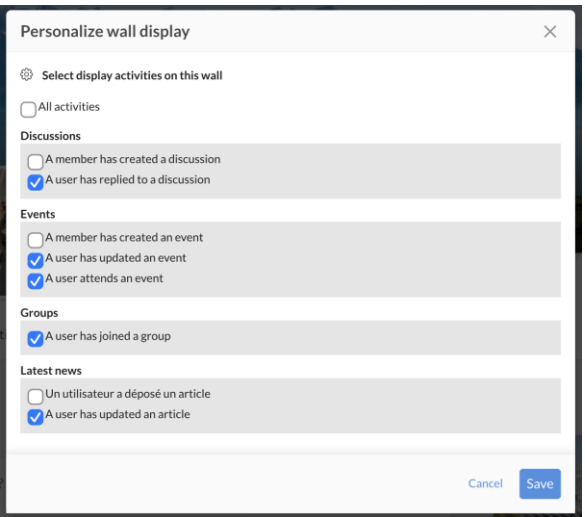 Personalize wall display
Select display activities on this wall
All activities
Discussions
A member has created a discussion
A user has replied to a discussion
Events
A member has created an event
A user has updated an event
A user attends an event
Groups
A user has joined a group
Latest news
Un utilisateur a déposé un article
A user has updated an article
Cancel Save